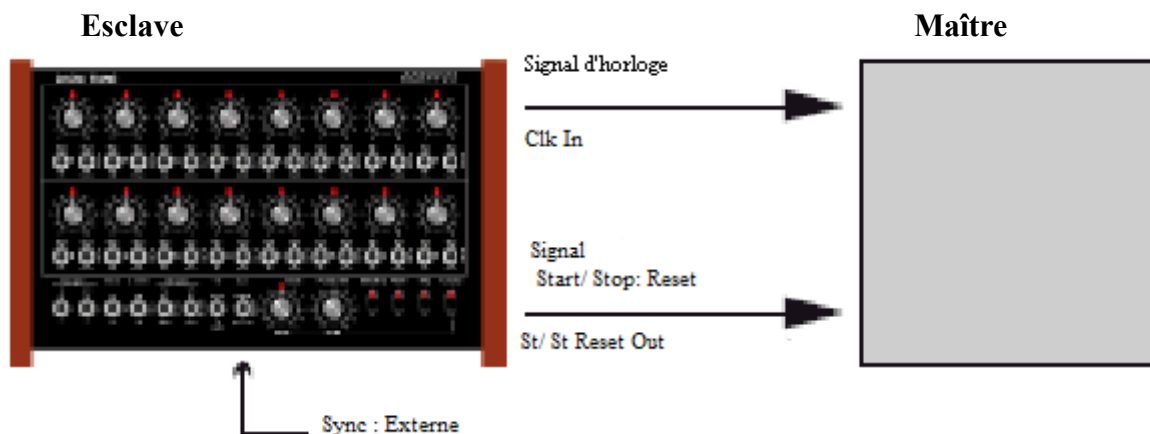 Esclave
Maître
Signal d'horloge
Clk In
Signal
Start/ Stop: Reset
St/ St Reset Out
Sync : Externe